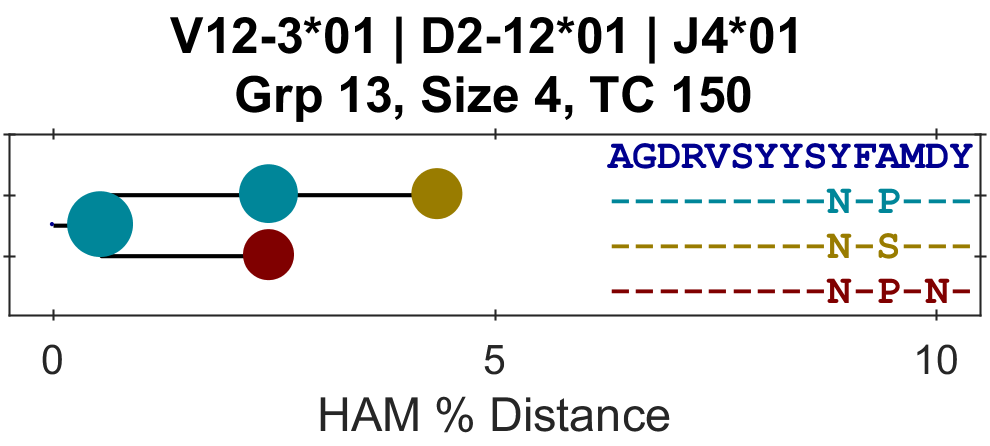 V12-3*01 | D2-12*01 | J4*01
Grp 13, Size 4, TC 150
AGDRVSYYSYFAMDY
---------N-P---
---------N-S---
---------N-P-N-
0 5 10
HAM % Distance